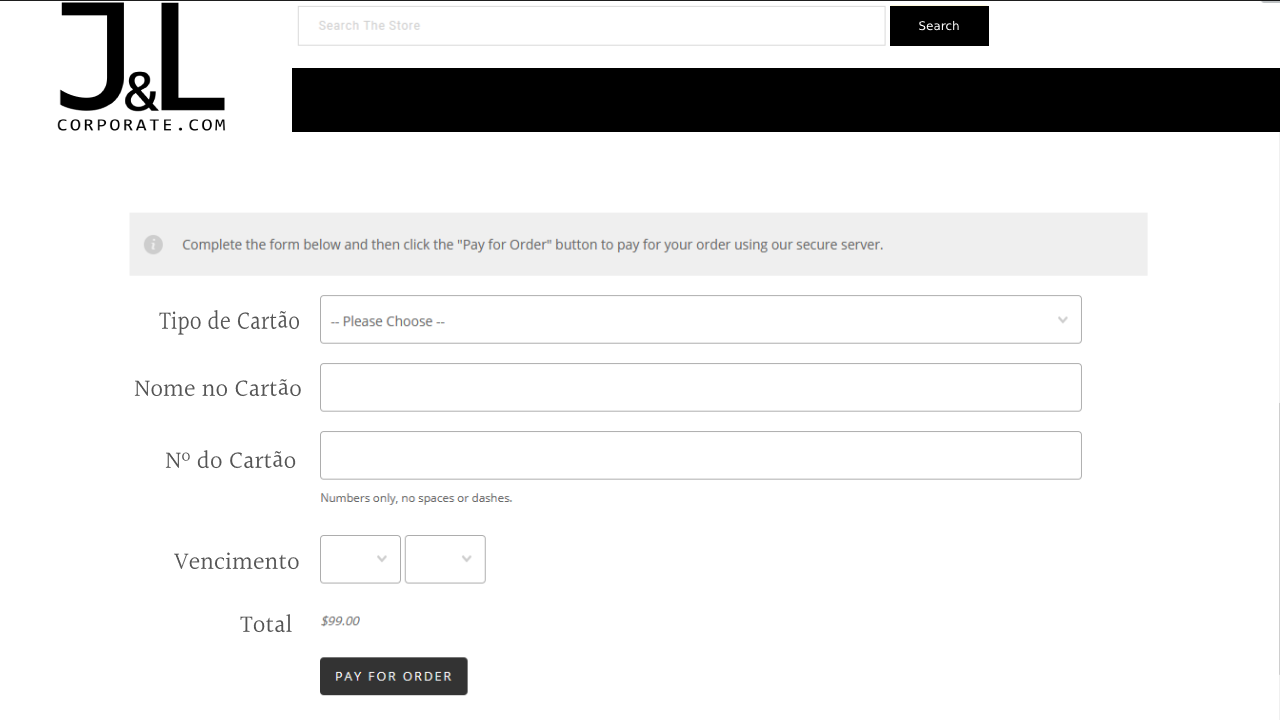 J&L
CORPORATE.COM
Search The Store
Search
Complete the form below and then click the "Pay for Order" button to pay for your order using our secure server.
Tipo de Cartão
-- Please Choose --
Nome no Cartão
Nº do Cartão
Numbers only, no spaces or dashes.
Vencimento
Total
$99.00
PAY FOR ORDER